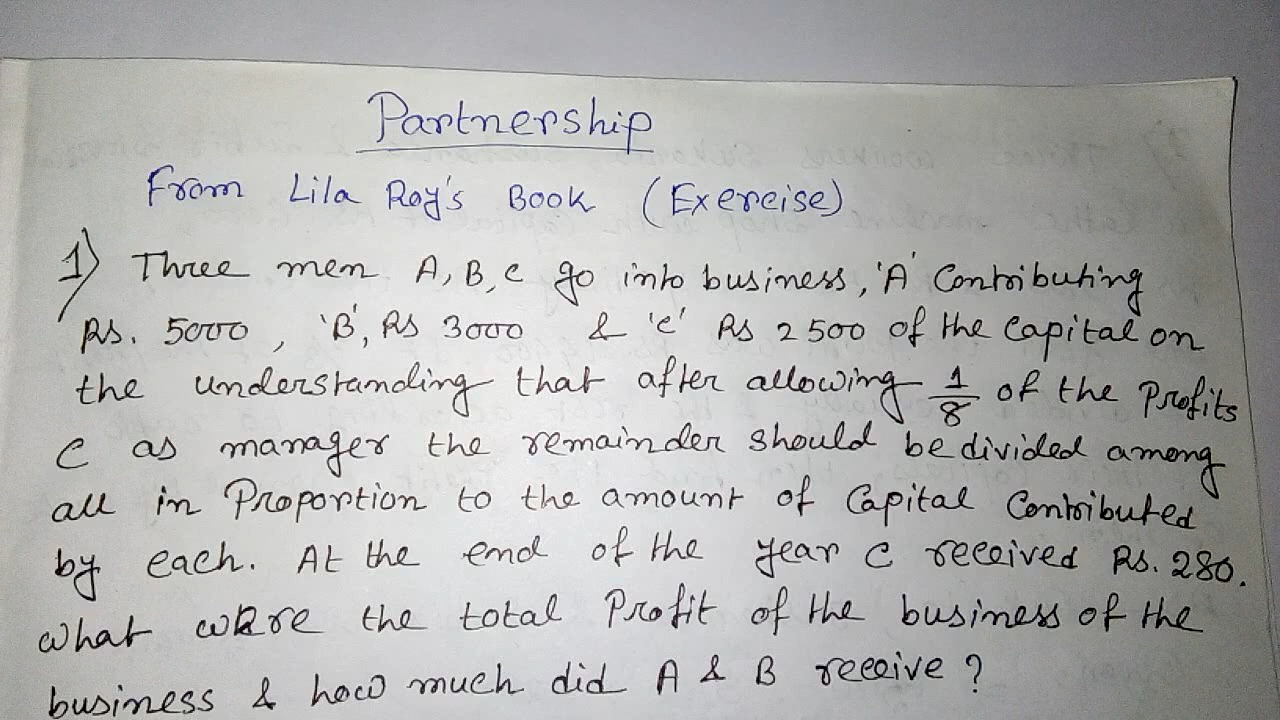 Partnership
From Lila Roy's Book (Exercise)
1) Three men A, B, C go into business, 'A' Contributing
Rs. 5000, 'B', Rs 3000 & 'C' Rs 2500 of the Capital on
the understanding that after allowing 1/8 of the Profits
C as manager the remainder should be divided among
all in Proportion to the amount of Capital Contributed
by each. At the end of the year C received Rs. 280.
What were the total Profit of the business of the
business & how much did A & B receive?